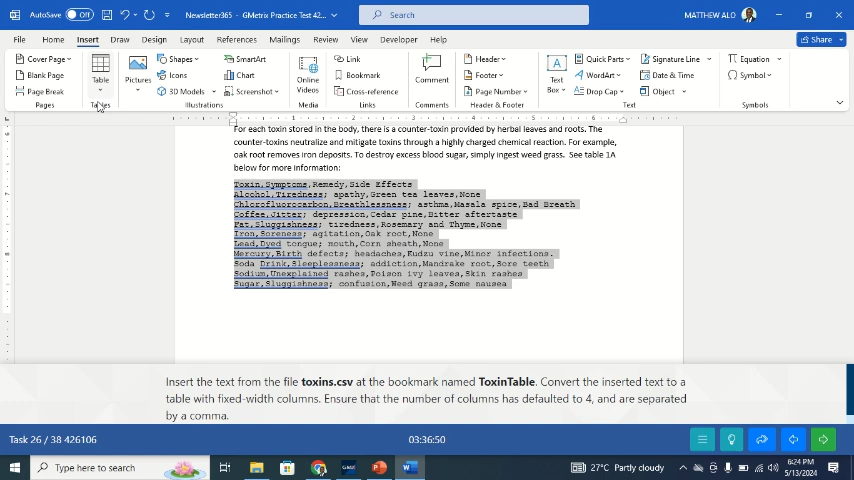 AutoSave Off Newsletter365 - GMetrix Practice Test 42... Search MATTHEW ALO
File Home Insert Draw Design Layout References Mailings Review View Developer Help Share
Cover Page Shapes SmartArt Link Header Quick Parts Signature Line Equation
Blank Page Table Pictures Icons Chart Online Videos Bookmark Comment Footer Text Box WordArt Date & Time Symbol
Page Break 3D Models Screenshot Cross-reference Page Number Drop Cap Object
Pages Tables Illustrations Media Links Comments Header & Footer Text Symbols
1 2 3 4 5 6
For each toxin stored in the body, there is a counter-toxin provided by herbal leaves and roots. The
counter-toxins neutralize and mitigate toxins through a highly charged chemical reaction. For example,
oak root removes iron deposits. To destroy excess blood sugar, simply ingest weed grass. See table 1A
below for more information:
Toxin,Symptoms,Remedy,Side Effects
Alcohol,Tiredness; apathy,Green tea leaves,None
Chlorofluorocarbon,Breathlessness; asthma,Masala spice,Bad Breath
Coffee,Jitter; depression,Cedar pine,Bitter aftertaste
Fat,Sluggishness; tiredness,Rosemary and Thyme,None
Iron,Soreness; agitation,Oak root,None
Lead,Dyed tongue; mouth,Corn sheath,None
Mercury,Birth defects; headaches,Kudzu vine,Minor infections.
Soda Drink,Sleeplessness; addiction,Mandrake root,Sore teeth
Sodium,Unexplained rashes,Poison ivy leaves,Skin rashes
Sugar,Sluggishness; confusion,Weed grass,Some nausea
Insert the text from the file toxins.csv at the bookmark named ToxinTable. Convert the inserted text to a
table with fixed-width columns. Ensure that the number of columns has defaulted to 4, and are separated
by a comma.
Task 26 / 38 426106 03:36:50
Type here to search 27°C Partly cloudy 6:24 PM
5/13/2024